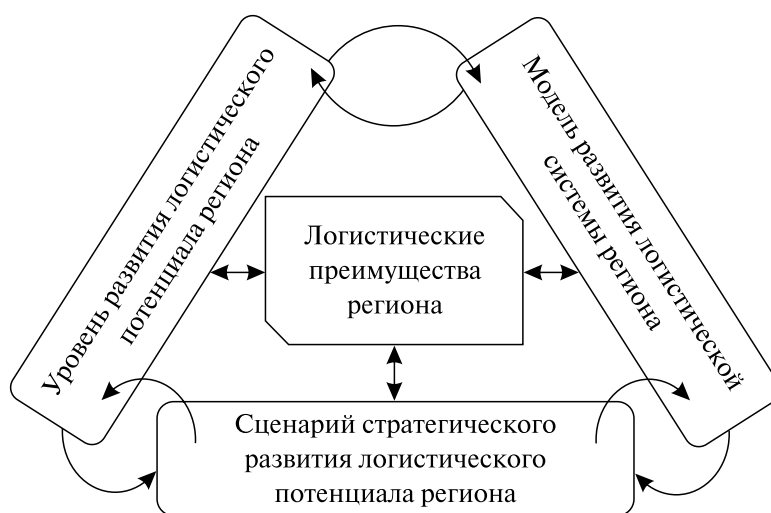 Уровень развития логистического
потенциала региона
Модель развития логистической
системы региона
Логистические
преимущества
региона
Сценарий стратегического
развития логистического
потенциала региона